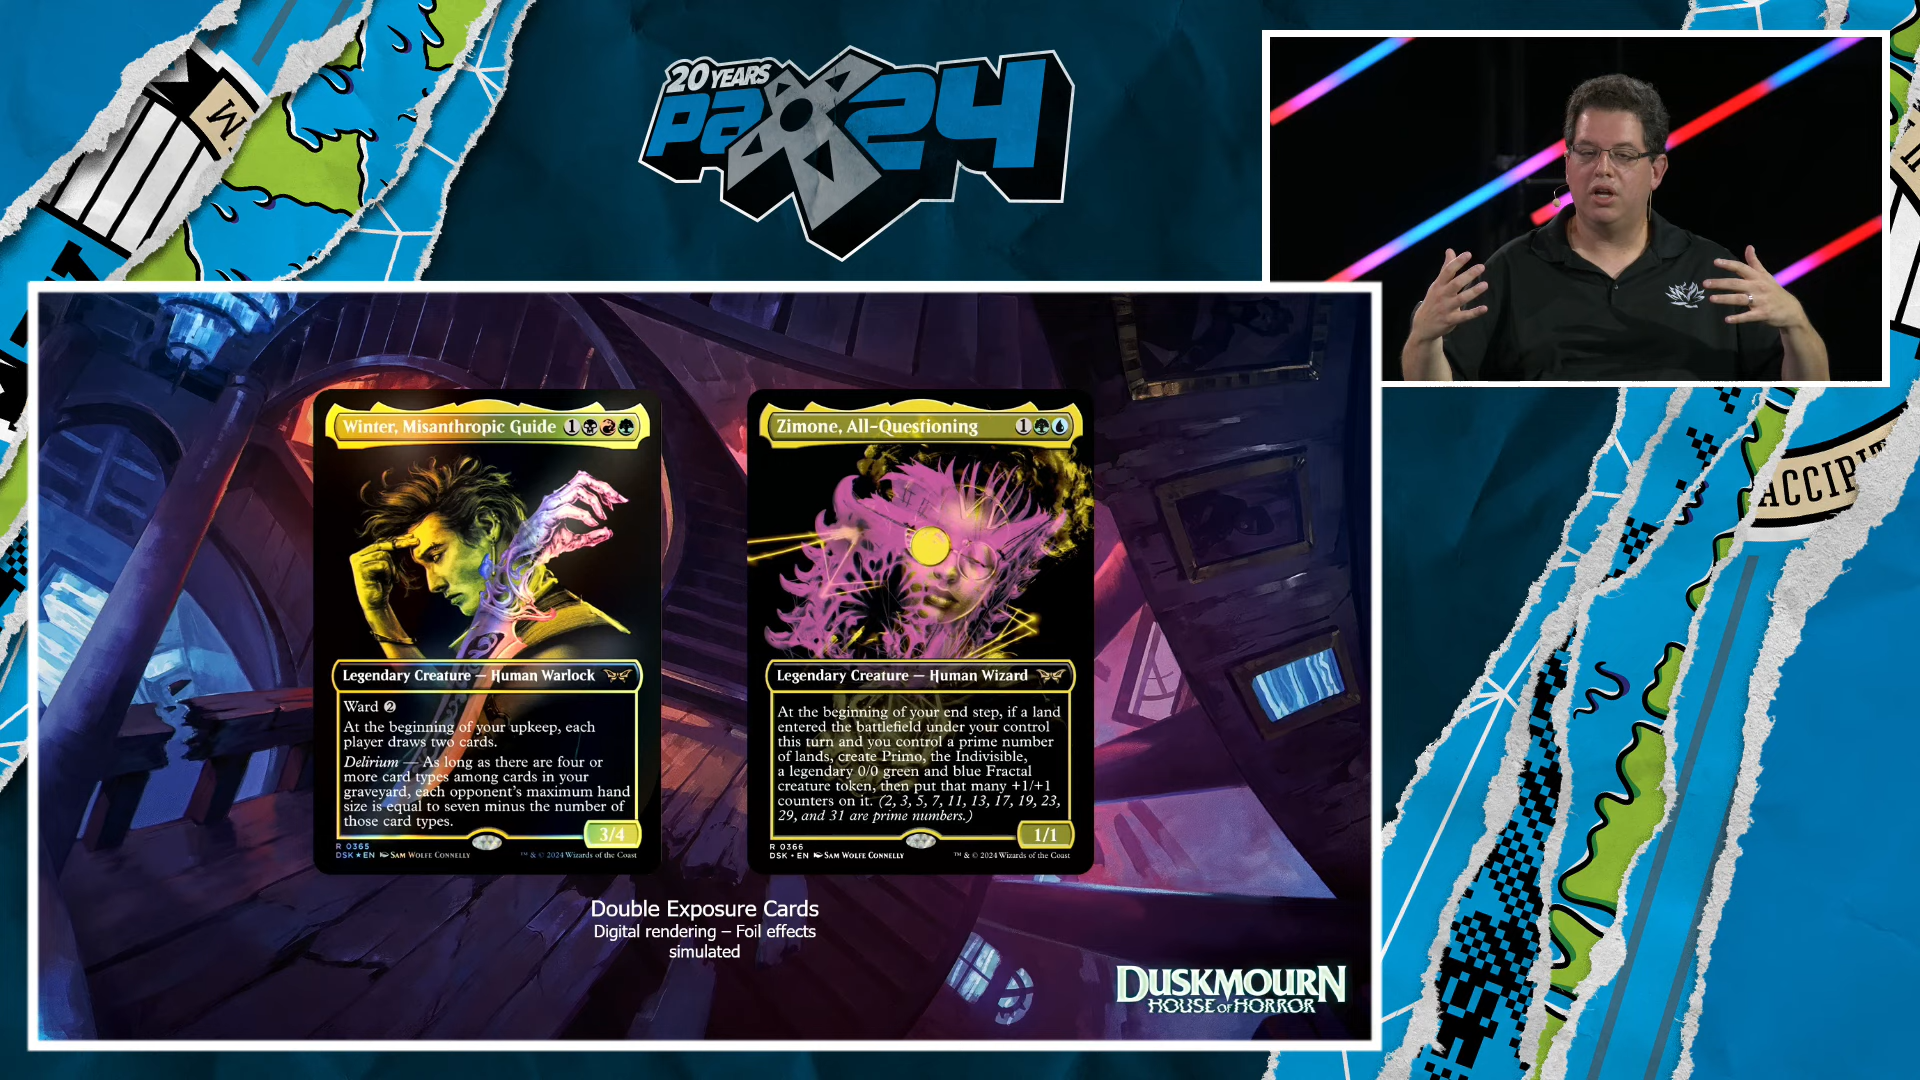 20 YEARS
PAX24
M
ACCIPIT
Winter, Misanthropic Guide 1
Legendary Creature — Human Warlock
Ward 2
At the beginning of your upkeep, each
player draws two cards.
Delirium — As long as there are four or
more card types among cards in your
graveyard, each opponent's maximum hand
size is equal to seven minus the number of
those card types.
3/4
R 0365
DSK ★ EN SAM WOLFE CONNELLY
™ & © 2024 Wizards of the Coast
Zimone, All-Questioning 1
Legendary Creature — Human Wizard
At the beginning of your end step, if a land
entered the battlefield under your control
this turn and you control a prime number
of lands, create Primo, the Indivisible,
a legendary 0/0 green and blue Fractal
creature token, then put that many +1/+1
counters on it. (2, 3, 5, 7, 11, 13, 17, 19, 23,
29, and 31 are prime numbers.)
1/1
R 0366
DSK • EN SAM WOLFE CONNELLY
™ & © 2024 Wizards of the Coast
Double Exposure Cards
Digital rendering – Foil effects
simulated
DUSKMOURN
HOUSE OF HORROR